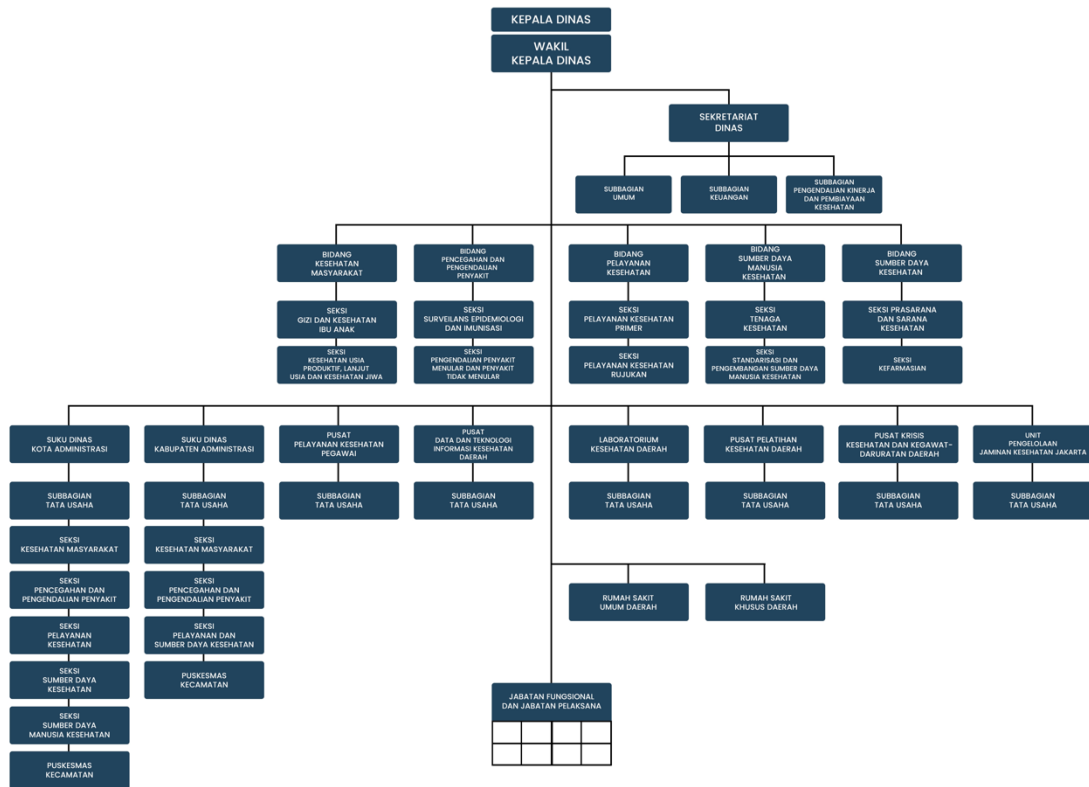 KEPALA DINAS
WAKIL
KEPALA DINAS
SEKRETARIAT
DINAS
SUBBAGIAN
UMUM
SUBBAGIAN
KEUANGAN
SUBBAGIAN
PENGENDALIAN KINERJA
DAN PEMBIAYAAN
KESEHATAN
BIDANG
KESEHATAN
MASYARAKAT
BIDANG
PENCEGAHAN DAN
PENGENDALIAN
PENYAKIT
BIDANG
PELAYANAN
KESEHATAN
BIDANG
SUMBER DAYA
MANUSIA
KESEHATAN
BIDANG
SUMBER DAYA
KESEHATAN
SEKSI
GIZI DAN KESEHATAN
IBU ANAK
SEKSI
SURVEILANS EPIDEMIOLOGI
DAN IMUNISASI
SEKSI
PELAYANAN KESEHATAN
PRIMER
SEKSI
TENAGA
KESEHATAN
SEKSI PRASARANA
DAN SARANA
KESEHATAN
SEKSI
KESEHATAN USIA
PRODUKTIF, LANJUT
USIA DAN KESEHATAN JIWA
SEKSI
PENGENDALIAN PENYAKIT
MENULAR DAN PENYAKIT
TIDAK MENULAR
SEKSI
PELAYANAN KESEHATAN
RUJUKAN
SEKSI
STANDARISASI DAN
PENGEMBANGAN SUMBER DAYA
MANUSIA KESEHATAN
SEKSI
KEFARMASIAN
SUKU DINAS
KOTA ADMINISTRASI
SUKU DINAS
KABUPATEN ADMINISTRASI
PUSAT
PELAYANAN KESEHATAN
PEGAWAI
PUSAT
DATA DAN TEKNOLOGI
INFORMASI KESEHATAN
DAERAH
LABORATORIUM
KESEHATAN DAERAH
PUSAT PELATIHAN
KESEHATAN DAERAH
PUSAT KRISIS
KESEHATAN DAN KEGAWAT-
DARURATAN DAERAH
UNIT
PENGELOLAAN
JAMINAN KESEHATAN JAKARTA
SUBBAGIAN
TATA USAHA
SUBBAGIAN
TATA USAHA
SUBBAGIAN
TATA USAHA
SUBBAGIAN
TATA USAHA
SUBBAGIAN
TATA USAHA
SUBBAGIAN
TATA USAHA
SUBBAGIAN
TATA USAHA
SUBBAGIAN
TATA USAHA
SEKSI
KESEHATAN MASYARAKAT
SEKSI
KESEHATAN MASYARAKAT
SEKSI
PENCEGAHAN DAN
PENGENDALIAN PENYAKIT
SEKSI
PENCEGAHAN DAN
PENGENDALIAN PENYAKIT
RUMAH SAKIT
UMUM DAERAH
RUMAH SAKIT
KHUSUS DAERAH
SEKSI
PELAYANAN
KESEHATAN
SEKSI
PELAYANAN DAN
SUMBER DAYA KESEHATAN
SEKSI
SUMBER DAYA
KESEHATAN
PUSKESMAS
KECAMATAN
JABATAN FUNGSIONAL
DAN JABATAN PELAKSANA
SEKSI
SUMBER DAYA
MANUSIA KESEHATAN
PUSKESMAS
KECAMATAN